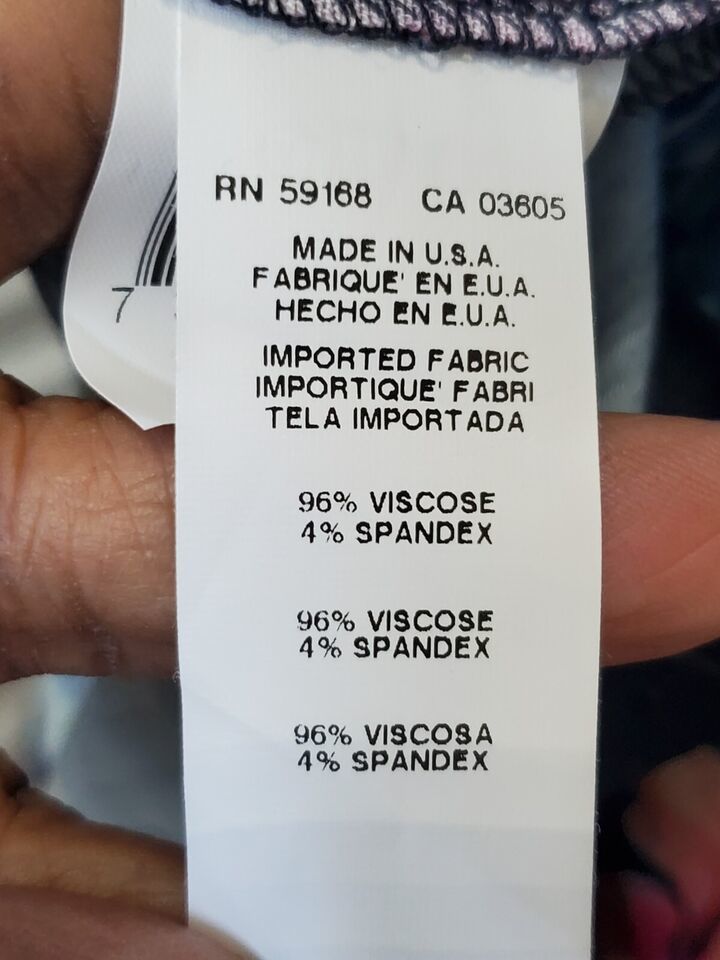 RN 59168 CA 03605
MADE IN U.S.A.
FABRIQUE' EN E.U.A.
HECHO EN E.U.A.
IMPORTED FABRIC
IMPORTIQUE' FABRI
TELA IMPORTADA
96% VISCOSE
4% SPANDEX
96% VISCOSE
4% SPANDEX
96% VISCOSA
4% SPANDEX
7